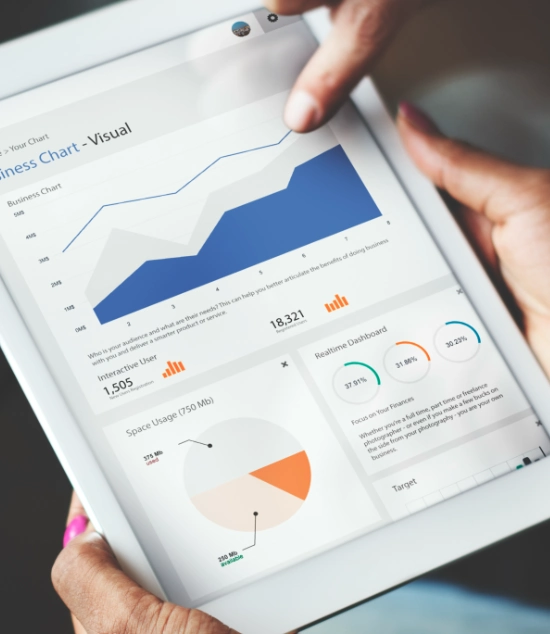 > Your Chart
iness Chart - Visual
Business Chart
5M$
4M$
3M$
2M$
1M$
0M$
2
3
4
5
6
7
8
Who is your audience and what are their needs? This can help you better articulate the benefits of doing business
with you and deliver a smarter product or service.
Interactive User
1,505
18,321
Space Usage (750 Mb)
375 Mb
used
250 Mb
available
Realtime Dashboard
37.91%
31.86%
30.23%
Focus on Your Finances
Whether you're a full time, part time or freelance
photographer - or even if you make a few bucks on
the side from your photography - you are your own
business.
Target